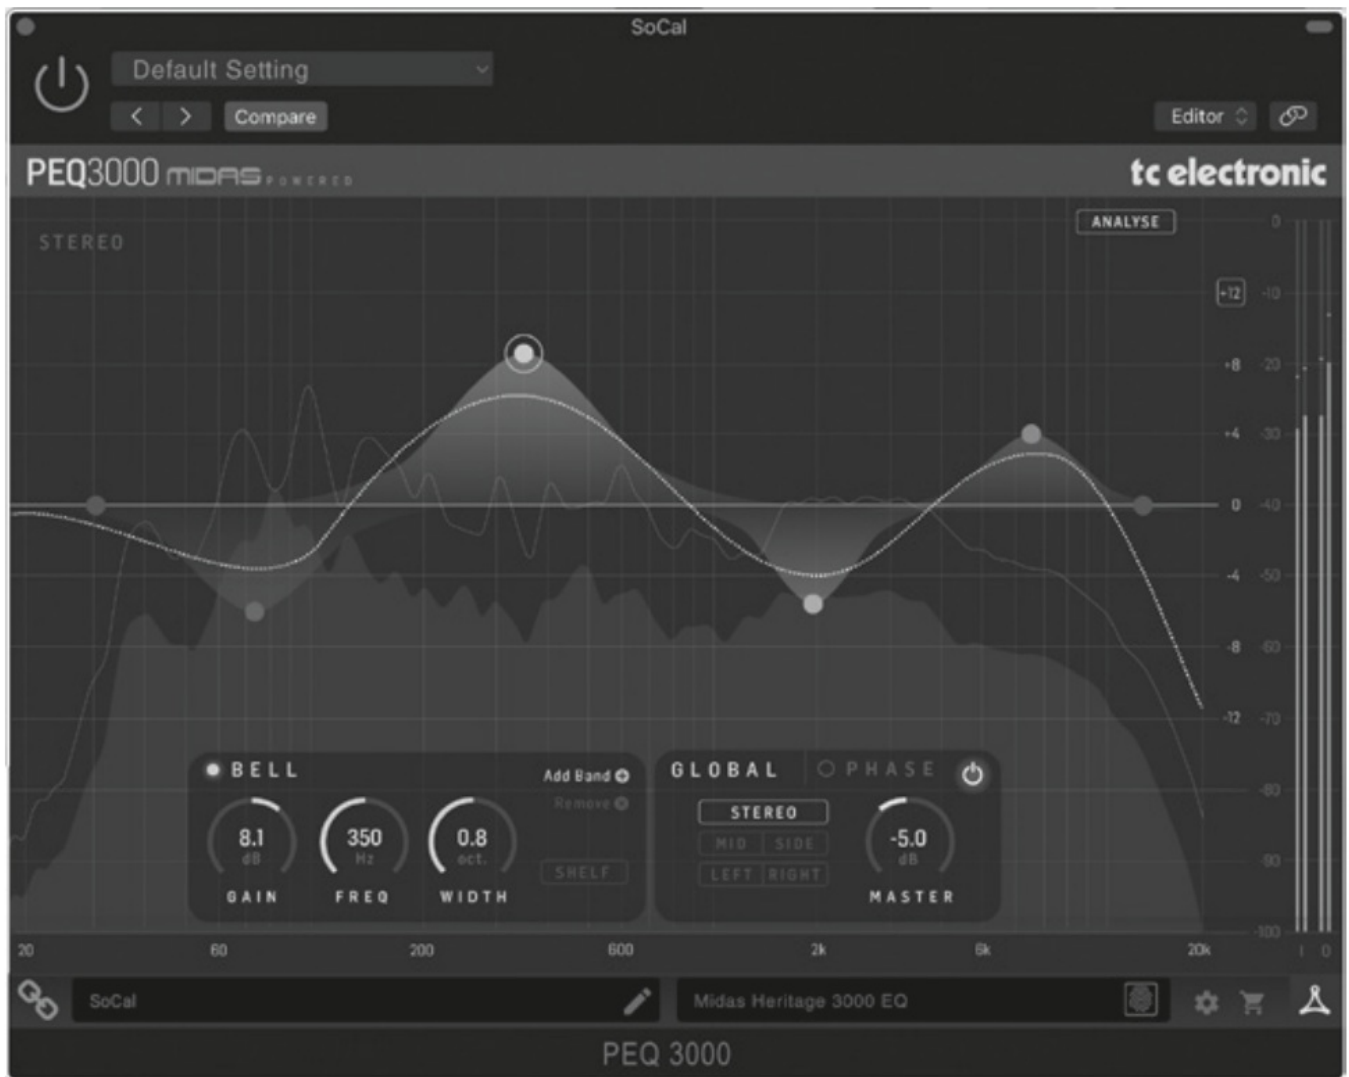 SoCal
Default Setting
< > Compare Editor
PEQ3000 MIDAS POWERED tc electronic
STEREO
ANALYSE
0
+12 -10
+8 -20
+4 -30
0 -40
-4 -50
-8 -60
-12 -70
-80
-90
-100
BELL
Add Band
Remove
8.1 dB
350 Hz
0.8 oct.
SHELF
GAIN FREQ WIDTH
GLOBAL PHASE
STEREO
MID SIDE
LEFT RIGHT
-5.0 dB
MASTER
20 60 200 600 2k 6k 20k I O
SoCal Midas Heritage 3000 EQ
PEQ 3000